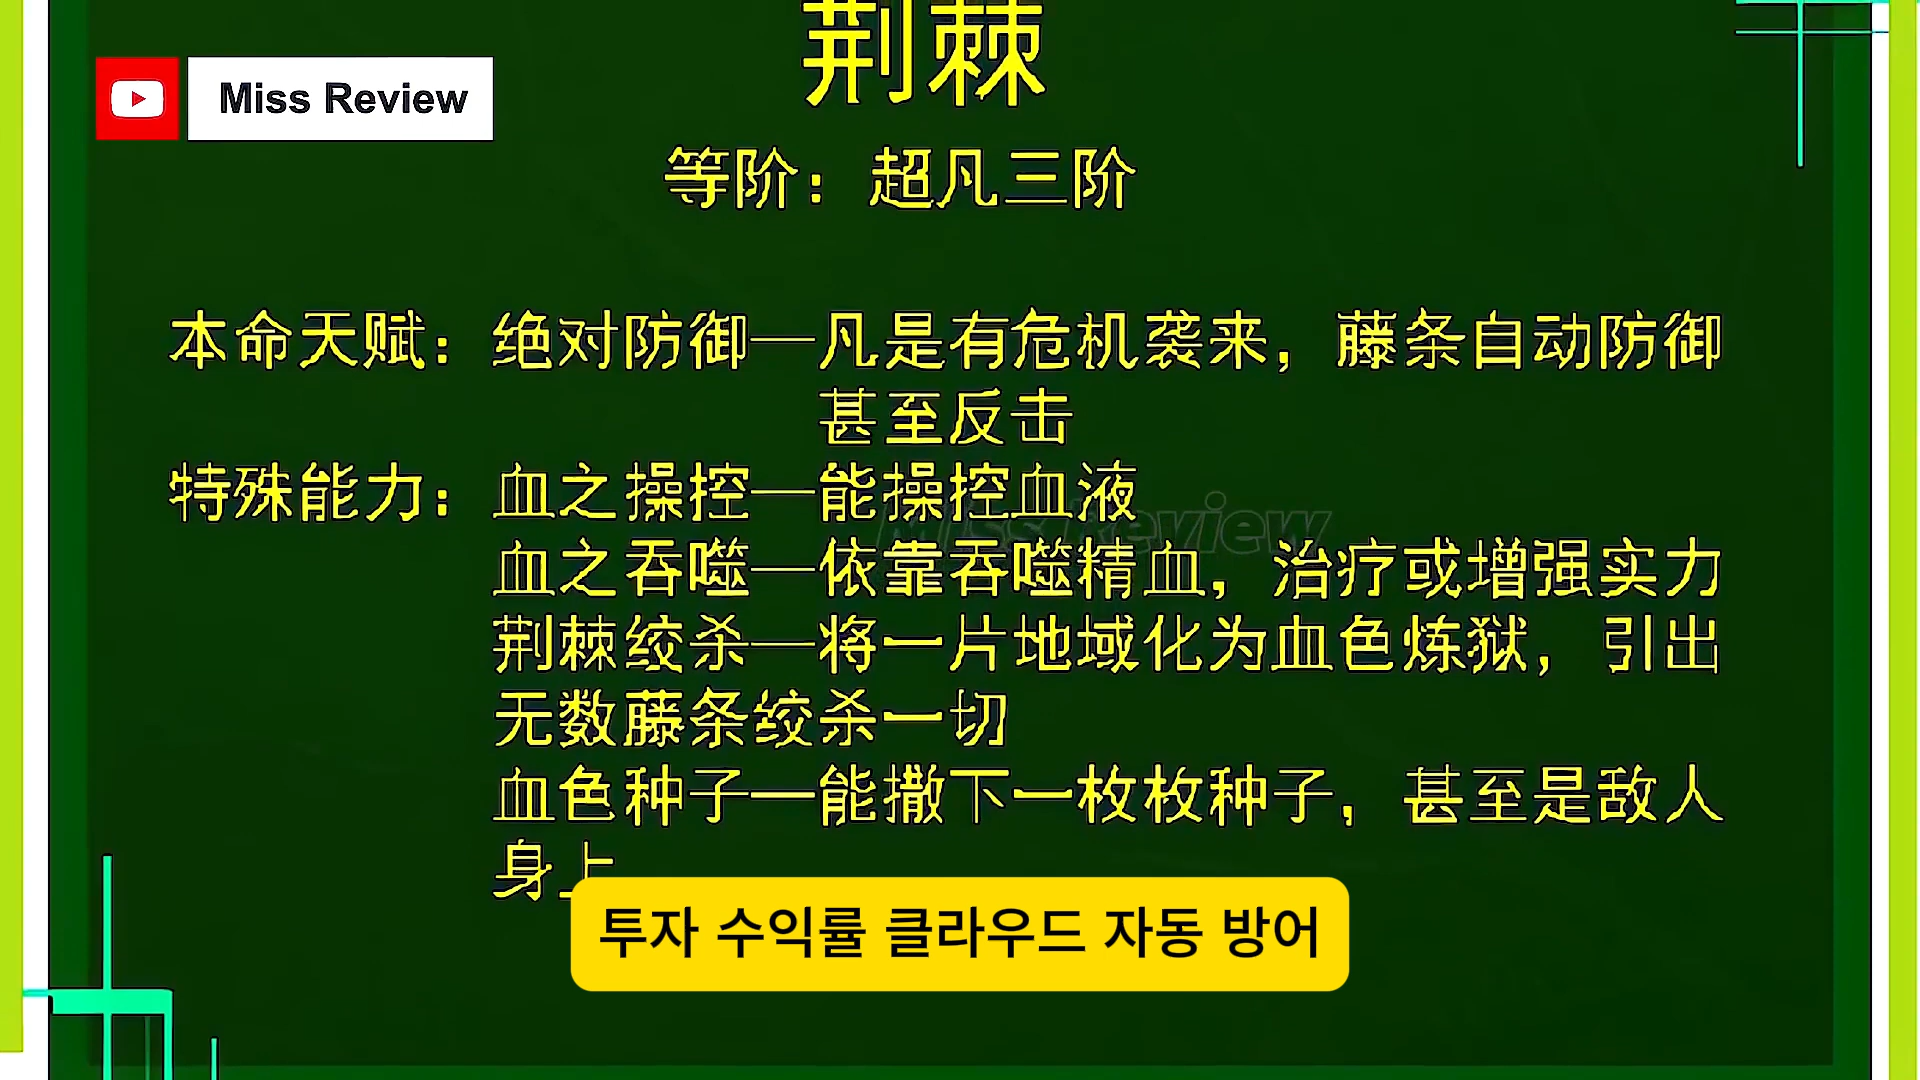 荆棘
Miss Review
等阶：超凡三阶
本命天赋：绝对防御—凡是有危机袭来，藤条自动防御
甚至反击
特殊能力：血之操控—能操控血液
Miss Review
血之吞噬—依靠吞噬精血，治疗或增强实力
荆棘绞杀—将一片地域化为血色炼狱，引出
无数藤条绞杀一切
血色种子—能撒下一枚枚种子，甚至是敌人
身上
투자 수익률 클라우드 자동 방어